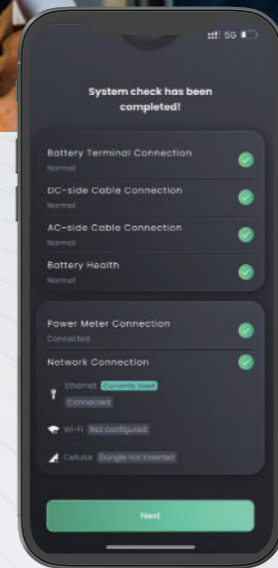 5G
System check has been
completed!
Battery Terminal Connection
Normal
DC-side Cable Connection
Normal
AC-side Cable Connection
Normal
Battery Health
Normal
Power Meter Connection
Connected
Network Connection
Ethernet Currently Used
Connected
Wi-Fi Not configured
Cellular Dongle not inserted
Next